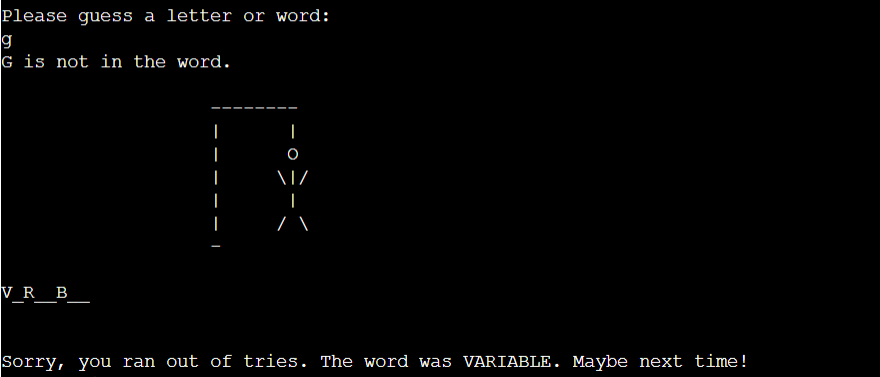 Please guess a letter or word:
g
G is not in the word.
--------
|      |
|      O
|     \|/
|      |
|     / \
-
V_R__B__
Sorry, you ran out of tries. The word was VARIABLE. Maybe next time!